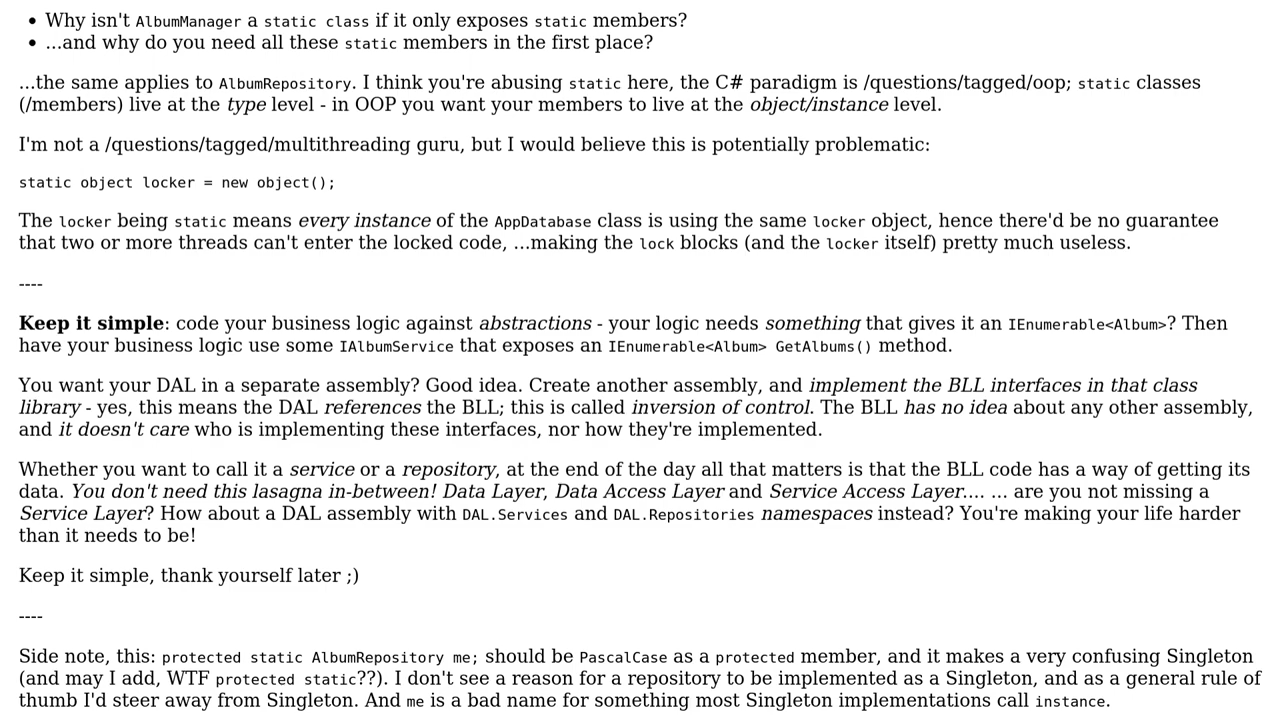 • Why isn't AlbumManager a static class if it only exposes static members?
• ...and why do you need all these static members in the first place?
...the same applies to AlbumRepository. I think you're abusing static here, the C# paradigm is /questions/tagged/oop; static classes
(/members) live at the type level - in OOP you want your members to live at the object/instance level.
I'm not a /questions/tagged/multithreading guru, but I would believe this is potentially problematic:
static object locker = new object();
The locker being static means every instance of the AppDatabase class is using the same locker object, hence there'd be no guarantee
that two or more threads can't enter the locked code, ...making the lock blocks (and the locker itself) pretty much useless.
----
Keep it simple: code your business logic against abstractions - your logic needs something that gives it an IEnumerable<Album>? Then
have your business logic use some IAlbumService that exposes an IEnumerable<Album> GetAlbums() method.
You want your DAL in a separate assembly? Good idea. Create another assembly, and implement the BLL interfaces in that class
library - yes, this means the DAL references the BLL; this is called inversion of control. The BLL has no idea about any other assembly,
and it doesn't care who is implementing these interfaces, nor how they're implemented.
Whether you want to call it a service or a repository, at the end of the day all that matters is that the BLL code has a way of getting its
data. You don't need this lasagna in-between! Data Layer, Data Access Layer and Service Access Layer.... ... are you not missing a
Service Layer? How about a DAL assembly with DAL.Services and DAL.Repositories namespaces instead? You're making your life harder
than it needs to be!
Keep it simple, thank yourself later ;)
----
Side note, this: protected static AlbumRepository me; should be PascalCase as a protected member, and it makes a very confusing Singleton
(and may I add, WTF protected static??). I don't see a reason for a repository to be implemented as a Singleton, and as a general rule of
thumb I'd steer away from Singleton. And me is a bad name for something most Singleton implementations call instance.